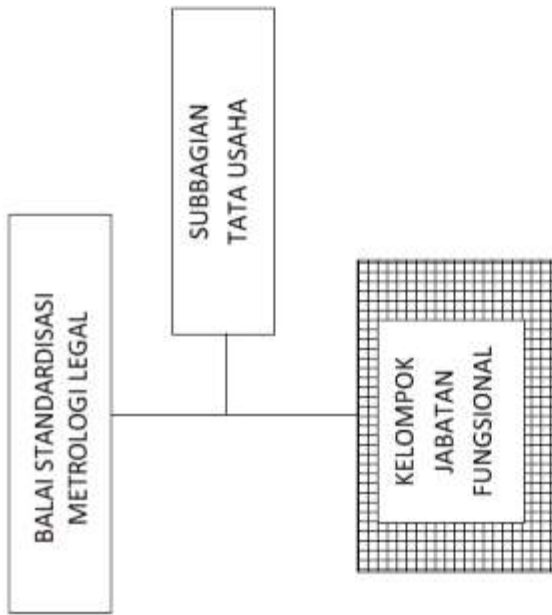 BALAI STANDARDISASI
METROLOGI LEGAL
SUBBAGIAN
TATA USAHA
KELOMPOK
JABATAN
FUNGSIONAL